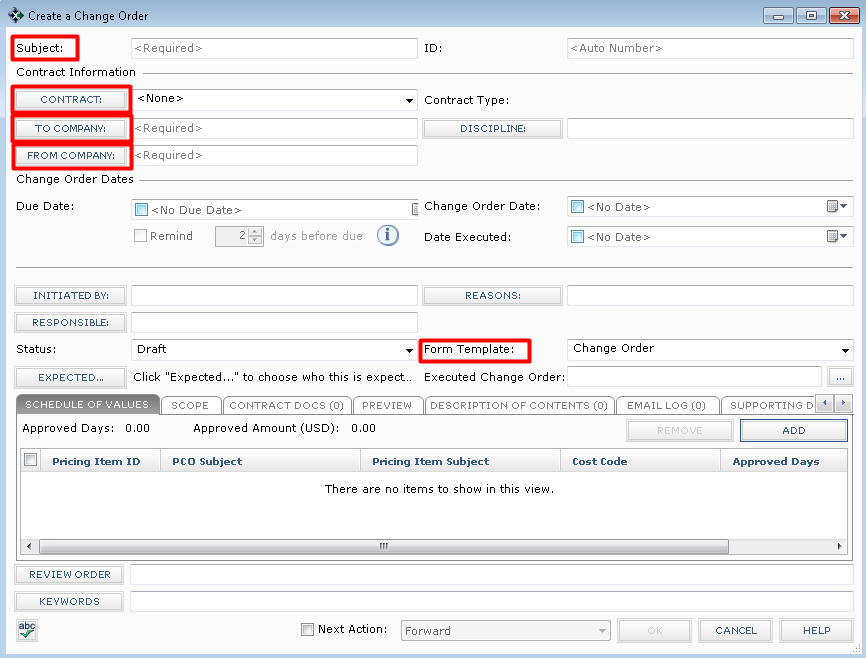 Create a Change Order
Subject: <Required> ID: <Auto Number>
Contract Information
CONTRACT: <None> Contract Type:
TO COMPANY: <Required> DISCIPLINE:
FROM COMPANY: <Required>
Change Order Dates
Due Date: <No Due Date> Change Order Date: <No Date>
Remind 2 days before due i Date Executed: <No Date>
INITIATED BY: REASONS:
RESPONSIBLE:
Status: Draft Form Template: Change Order
EXPECTED... Click "Expected..." to choose who this is expect... Executed Change Order: ...
SCHEDULE OF VALUES SCOPE CONTRACT DOCS (0) PREVIEW DESCRIPTION OF CONTENTS (0) EMAIL LOG (0) SUPPORTING D
Approved Days: 0.00 Approved Amount (USD): 0.00 REMOVE ADD
Pricing Item ID PCO Subject Pricing Item Subject Cost Code Approved Days
There are no items to show in this view.
REVIEW ORDER
KEYWORDS
abc Next Action: Forward OK CANCEL HELP